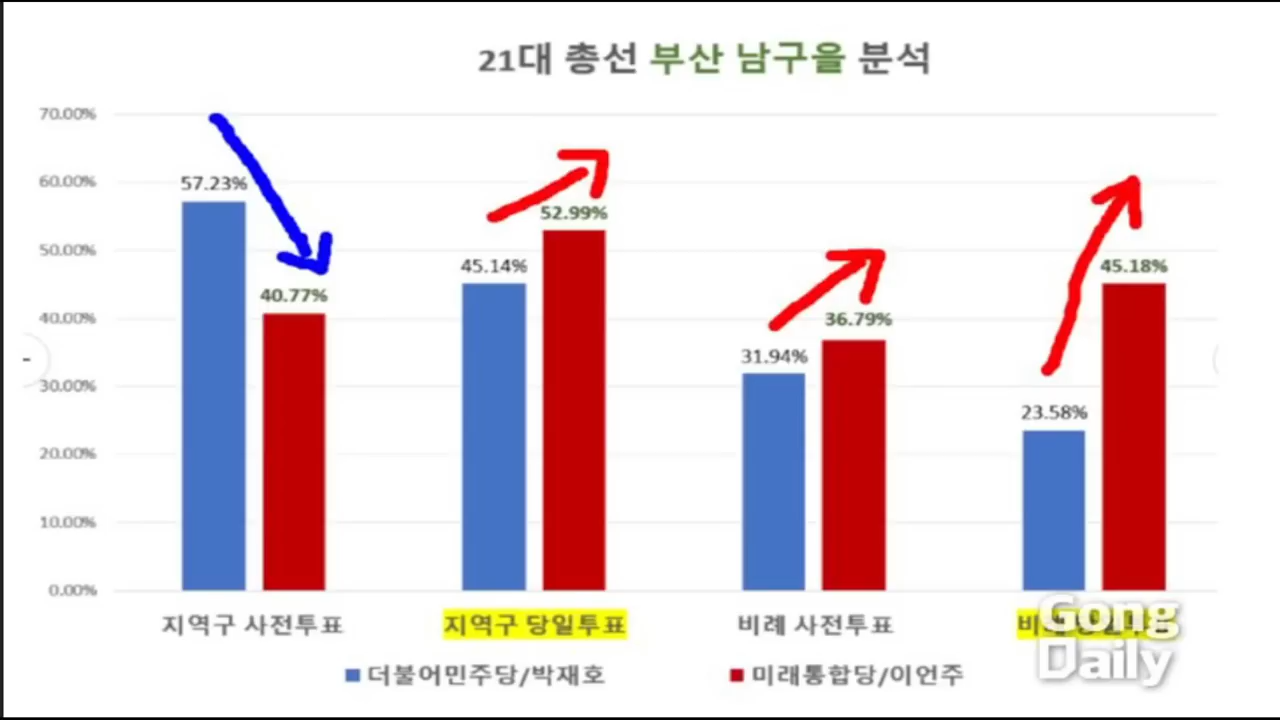 21대 총선 부산 남구을 분석
70.00%
60.00%
50.00%
40.00%
30.00%
20.00%
10.00%
0.00%
57.23%
40.77%
45.14%
52.99%
31.94%
36.79%
23.58%
45.18%
지역구 사전투표
지역구 당일투표
비례 사전투표
더불어민주당/박재호
미래통합당/이언주
Gong
Daily